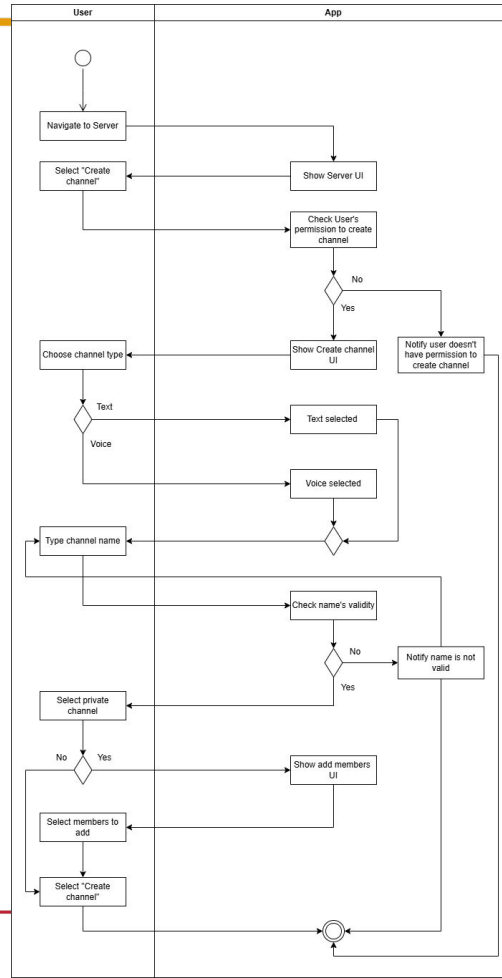 User
App
Navigate to Server
Select "Create
channel"
Show Server UI
Check User's
permission to create
channel
No
Yes
Choose channel type
Show Create channel
UI
Notify user doesn't
have permission to
create channel
Text
Text selected
Voice
Voice selected
Type channel name
Check name's validity
No
Notify name is not
valid
Yes
Select private
channel
No
Yes
Show add members
UI
Select members to
add
Select "Create
channel"